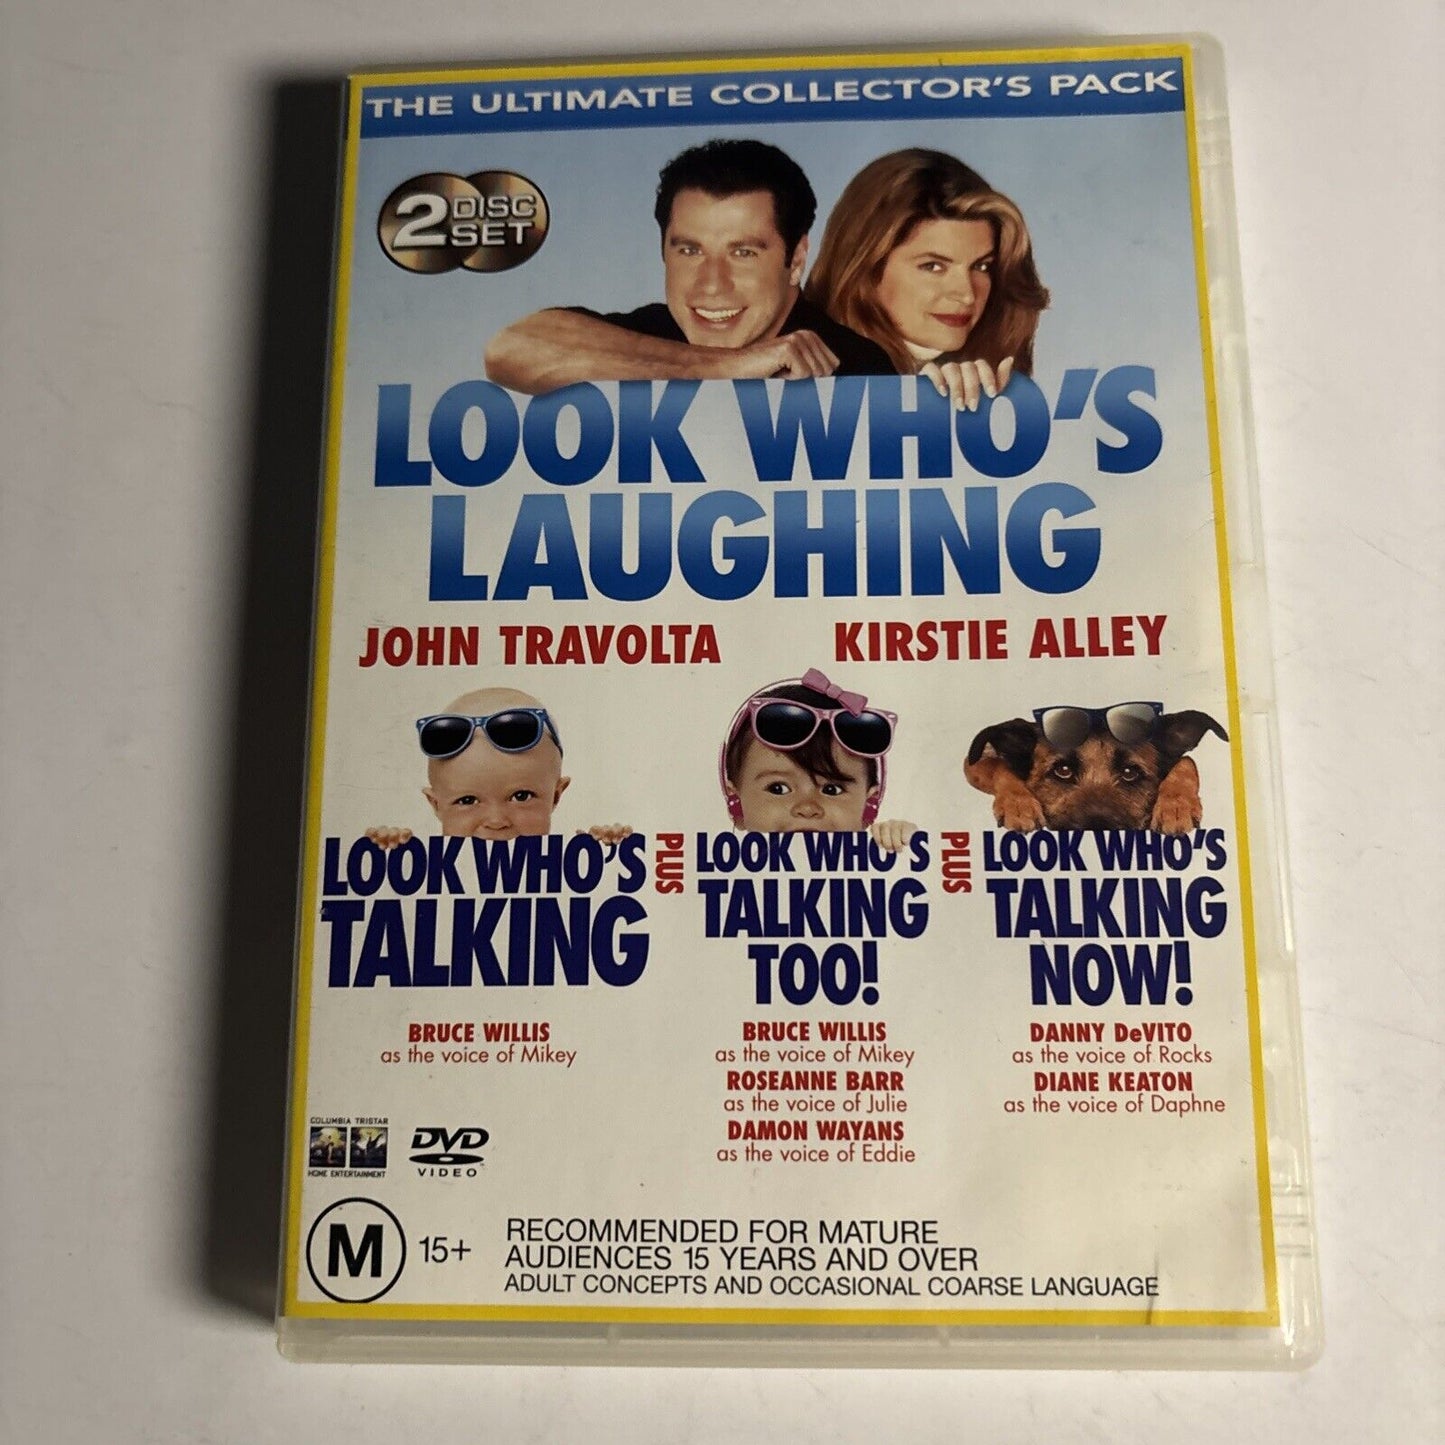 THE ULTIMATE COLLECTOR'S PACK
2 DISC
SET
LOOK WHO'S
LAUGHING
JOHN TRAVOLTA
KIRSTIE ALLEY
LOOK WHO'S
TALKING
PLUS
LOOK WHO'S
TALKING
TOO!
PLUS
LOOK WHO'S
TALKING
NOW!
BRUCE WILLIS
as the voice of Mikey
BRUCE WILLIS
as the voice of Mikey
ROSEANNE BARR
as the voice of Julie
DAMON WAYANS
as the voice of Eddie
DANNY DeVITO
as the voice of Rocks
DIANE KEATON
as the voice of Daphne
COLUMBIA TRISTAR
HOME ENTERTAINMENT
DVD
VIDEO
M 15+
RECOMMENDED FOR MATURE
AUDIENCES 15 YEARS AND OVER
ADULT CONCEPTS AND OCCASIONAL COARSE LANGUAGE